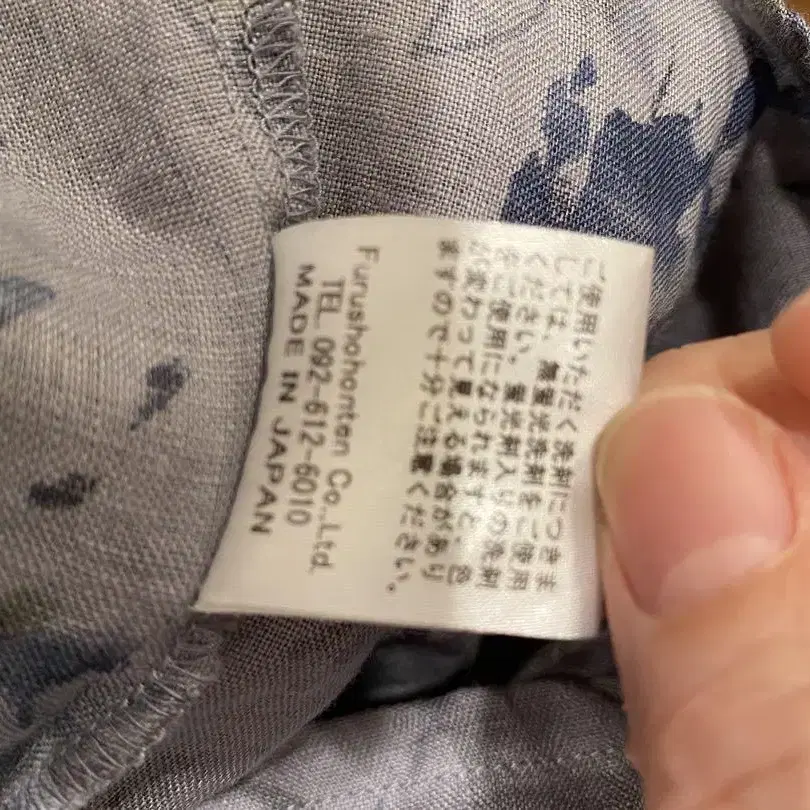 ご使用いただく洗剤につきま
しては、無蛍光洗剤をご使用
ください。蛍光剤入りの洗剤
をご使用になられますと、色
が変わって見える場合があり
ますので十分ご注意ください。
Furushohonten Co.,Ltd.
TEL 092-612-6010
MADE IN JAPAN